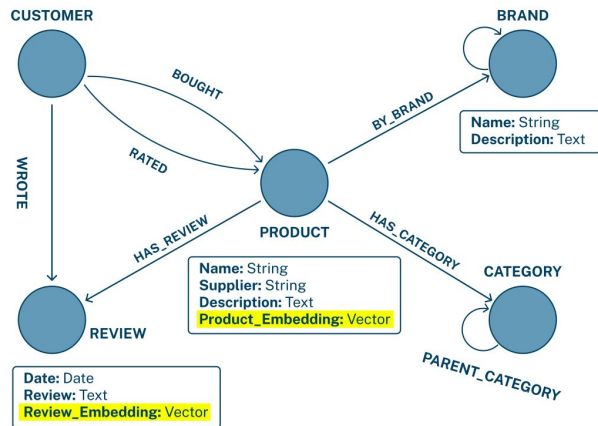 CUSTOMER
BRAND
BOUGHT
RATED
BY_BRAND
WROTE
Name: String
Description: Text
HAS_REVIEW
PRODUCT
HAS_CATEGORY
Name: String
Supplier: String
Description: Text
Product_Embedding: Vector
CATEGORY
REVIEW
PARENT_CATEGORY
Date: Date
Review: Text
Review_Embedding: Vector